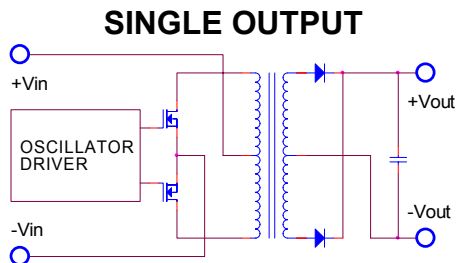 SINGLE OUTPUT
+Vin
+Vout
OSCILLATOR
DRIVER
-Vin
-Vout